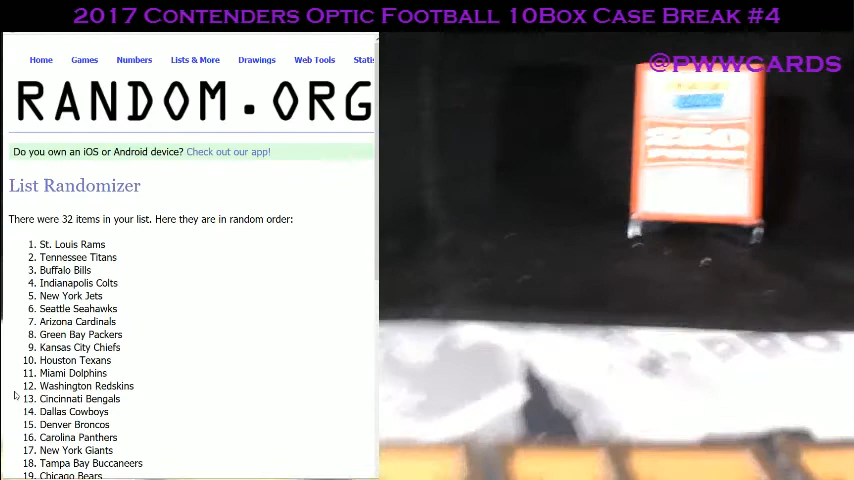 2017 Contenders Optic Football 10Box Case Break #4
@PWWCARDS
Home Games Numbers Lists & More Drawings Web Tools Statis
RANDOM.ORG
Do you own an iOS or Android device? Check out our app!
List Randomizer
There were 32 items in your list. Here they are in random order:
1. St. Louis Rams
2. Tennessee Titans
3. Buffalo Bills
4. Indianapolis Colts
5. New York Jets
6. Seattle Seahawks
7. Arizona Cardinals
8. Green Bay Packers
9. Kansas City Chiefs
10. Houston Texans
11. Miami Dolphins
12. Washington Redskins
13. Cincinnati Bengals
14. Dallas Cowboys
15. Denver Broncos
16. Carolina Panthers
17. New York Giants
18. Tampa Bay Buccaneers
19. Chicago Bears